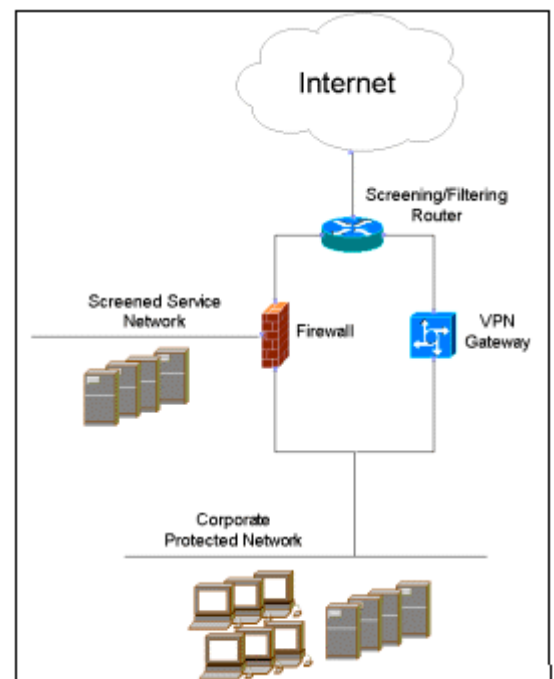 Internet
Screening/Filtering
Router
Screened Service
Network
Firewall
VPN
Gateway
Corporate
Protected Network